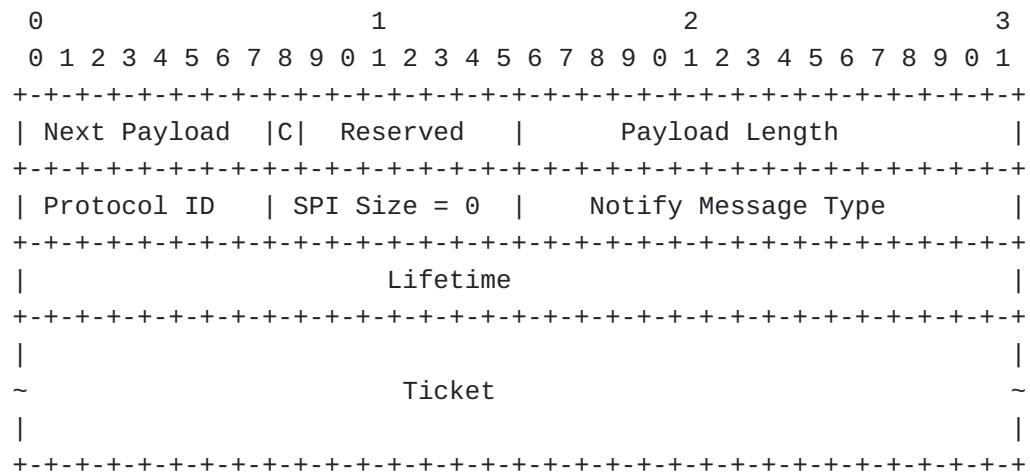 0                     1                   2                   3
 0 1 2 3 4 5 6 7 8 9 0 1 2 3 4 5 6 7 8 9 0 1 2 3 4 5 6 7 8 9 0 1
+-+-+-+-+-+-+-+-+-+-+-+-+-+-+-+-+-+-+-+-+-+-+-+-+-+-+-+-+-+-+-+-+
| Next Payload  |C|  Reserved   |      Payload Length           |
+-+-+-+-+-+-+-+-+-+-+-+-+-+-+-+-+-+-+-+-+-+-+-+-+-+-+-+-+-+-+-+-+
| Protocol ID   | SPI Size = 0  |    Notify Message Type        |
+-+-+-+-+-+-+-+-+-+-+-+-+-+-+-+-+-+-+-+-+-+-+-+-+-+-+-+-+-+-+-+-+
|                       Lifetime                                |
+-+-+-+-+-+-+-+-+-+-+-+-+-+-+-+-+-+-+-+-+-+-+-+-+-+-+-+-+-+-+-+-+
|                                                               |
~                        Ticket                                 ~
|                                                               |
+-+-+-+-+-+-+-+-+-+-+-+-+-+-+-+-+-+-+-+-+-+-+-+-+-+-+-+-+-+-+-+-+